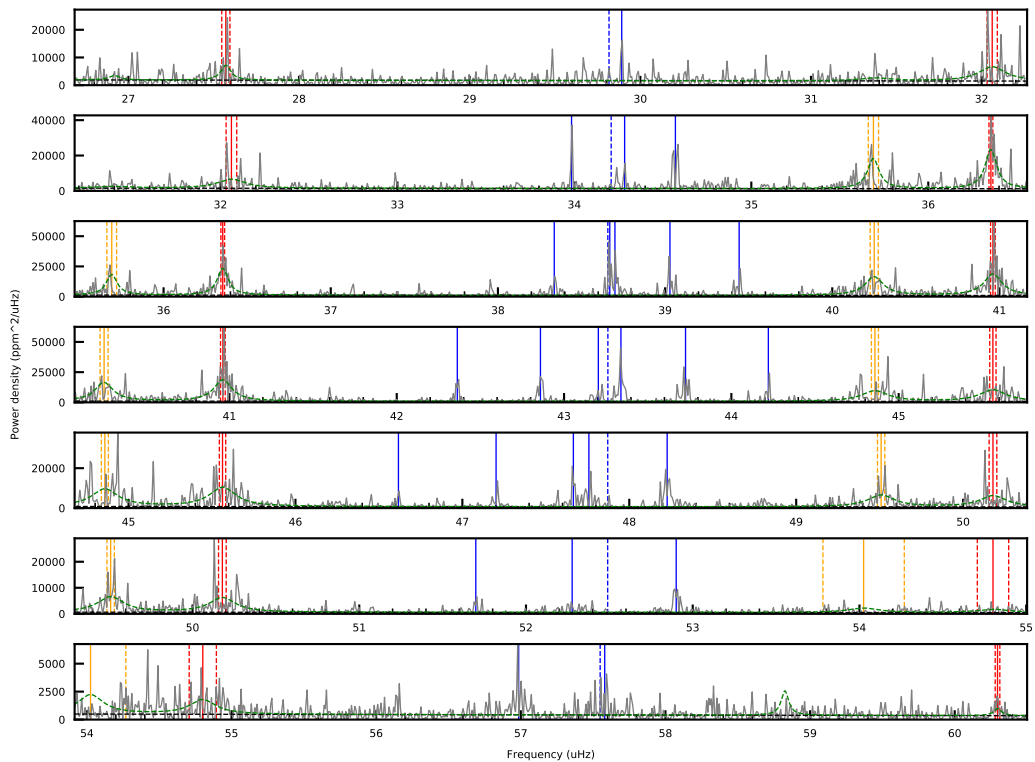 20000
10000
0
27 28 29 30 31 32
40000
20000
0
32 33 34 35 36
50000
25000
0
36 37 38 39 40 41
Power density (ppm^2/uHz)
50000
25000
0
41 42 43 44 45
20000
0
45 46 47 48 49 50
20000
10000
0
50 51 52 53 54 55
5000
2500
0
54 55 56 57 58 59 60
Frequency (uHz)